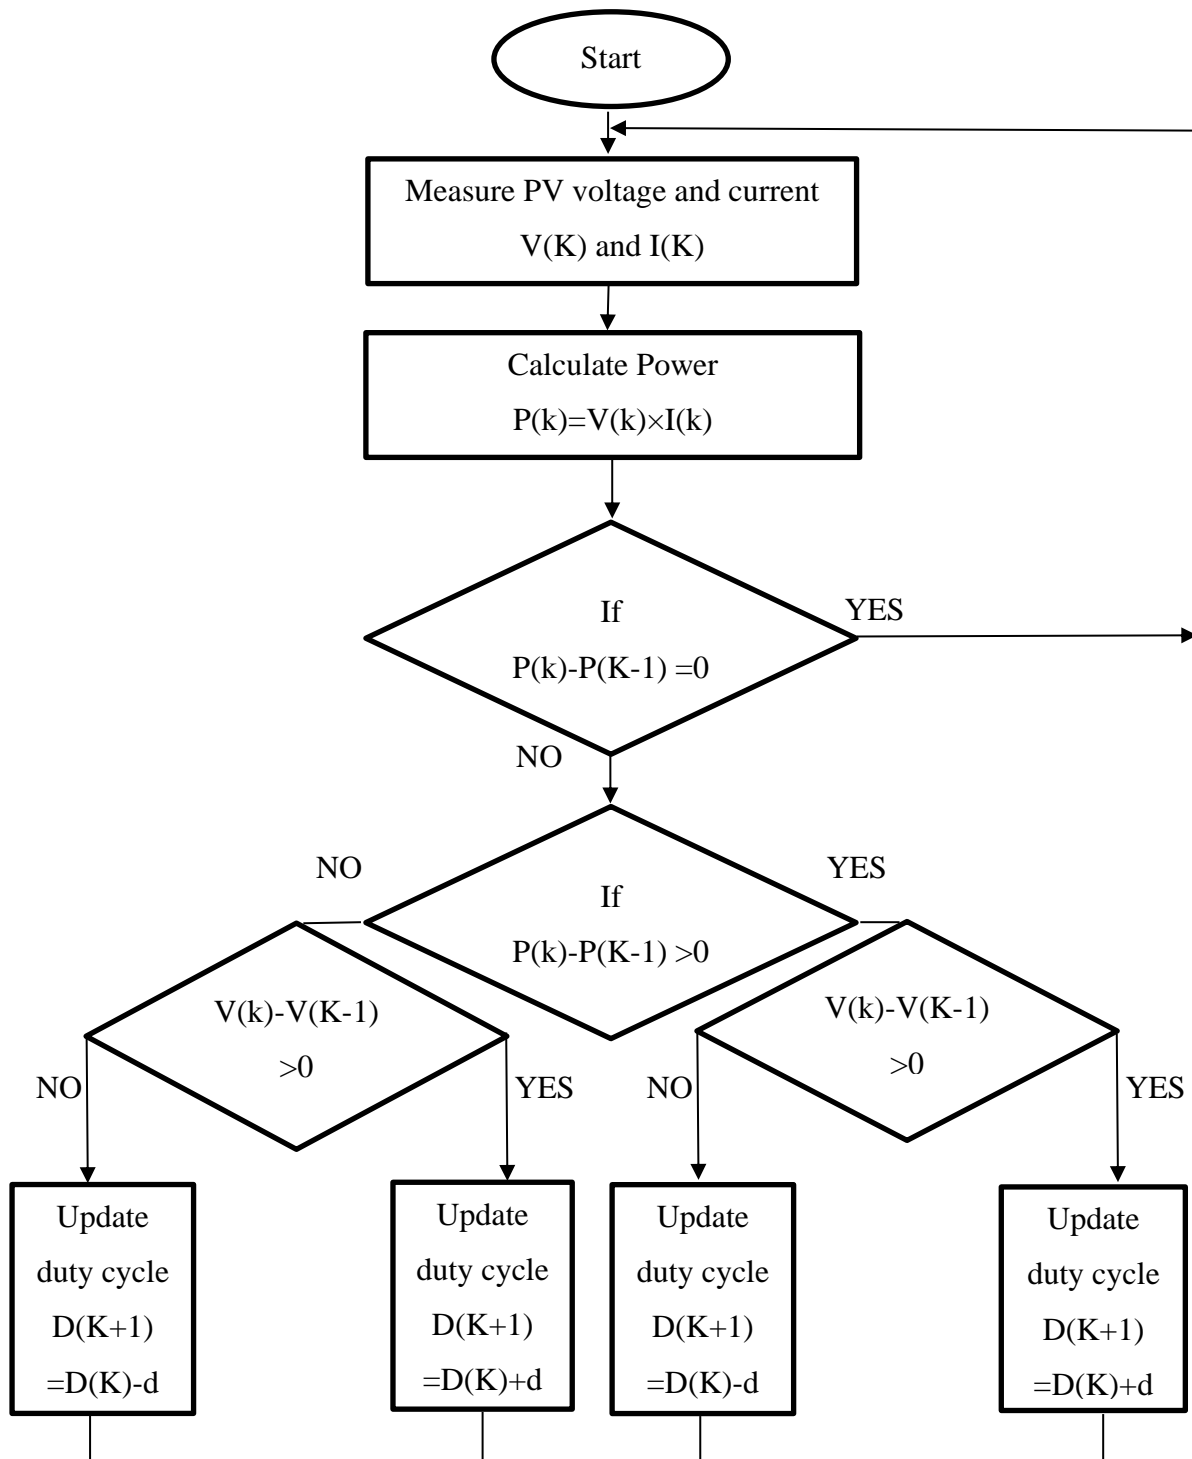 Start
Measure PV voltage and current
V(K) and I(K)
Calculate Power
P(k)=V(k)×I(k)
If
P(k)-P(K-1) =0
YES
NO
If
P(k)-P(K-1) >0
NO
YES
V(k)-V(K-1)
>0
NO
YES
V(k)-V(K-1)
>0
NO
YES
Update
duty cycle
D(K+1)
=D(K)-d
Update
duty cycle
D(K+1)
=D(K)+d
Update
duty cycle
D(K+1)
=D(K)-d
Update
duty cycle
D(K+1)
=D(K)+d